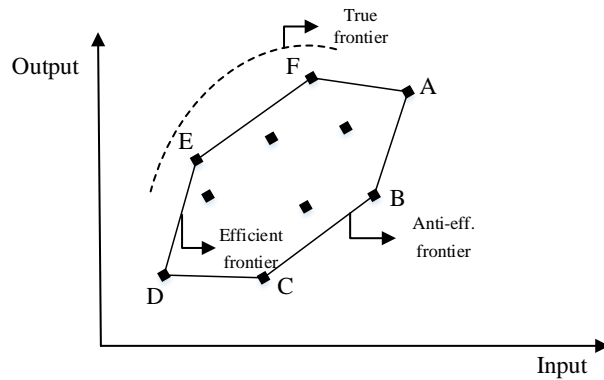 True
frontier
Output
F
A
E
B
Efficient
frontier
Anti-eff.
frontier
D
C
Input